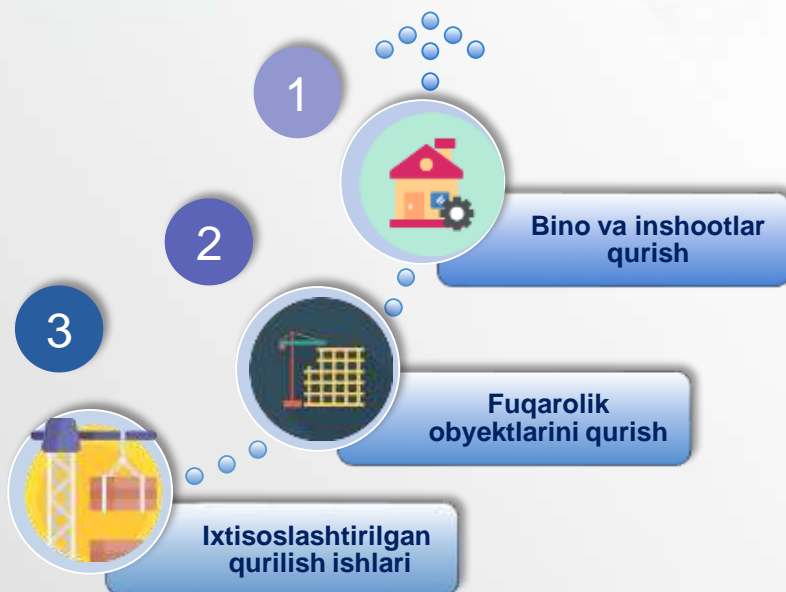 1
Bino va inshootlar
qurish
2
Fuqarolik
obyektlarini qurish
3
Ixtisoslashtirilgan
qurilish ishlari